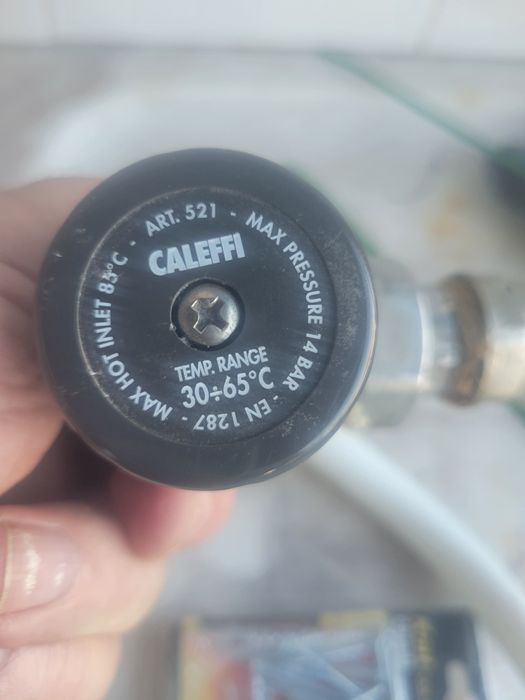 CALEFFI
TEMP. RANGE
30÷65°C
MAX HOT INLET 85°C - ART. 521 - MAX PRESSURE 14 BAR - EN 1287 -